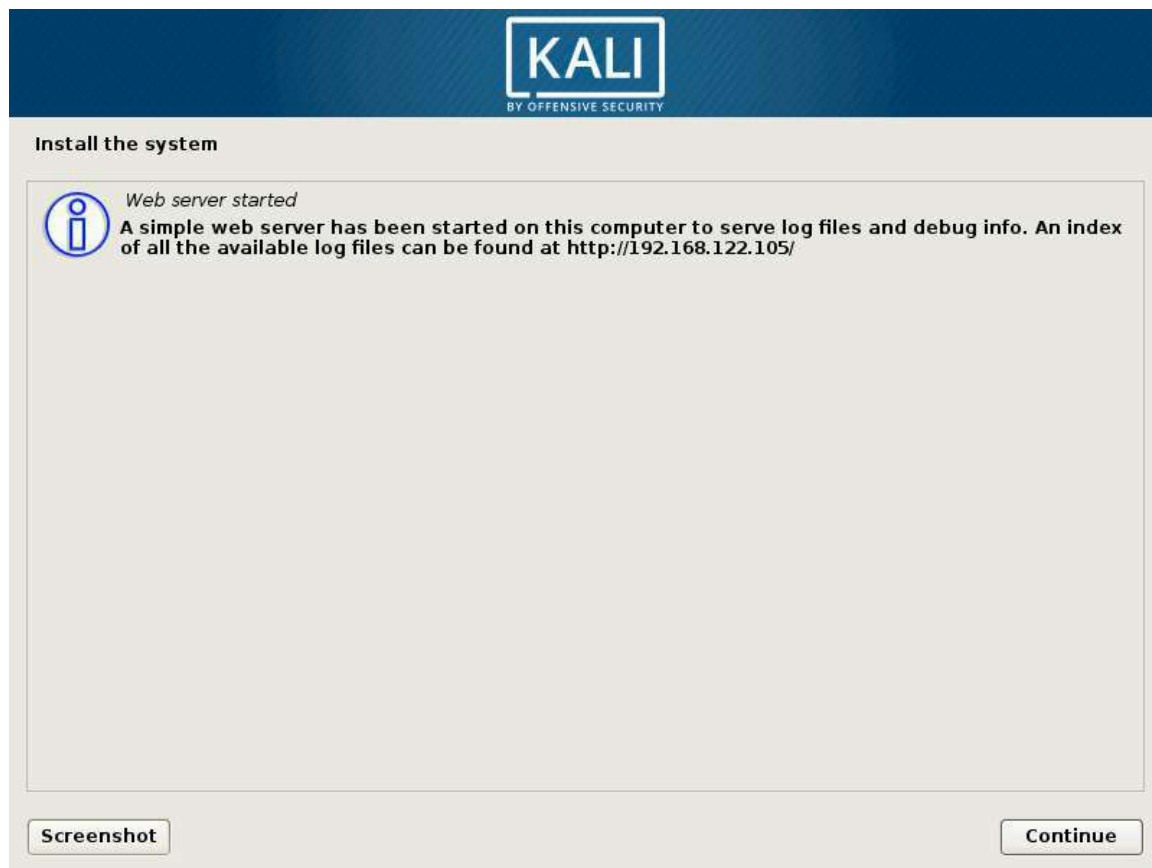 KALI
BY OFFENSIVE SECURITY
Install the system
Web server started
A simple web server has been started on this computer to serve log files and debug info. An index
of all the available log files can be found at http://192.168.122.105/
Screenshot
Continue